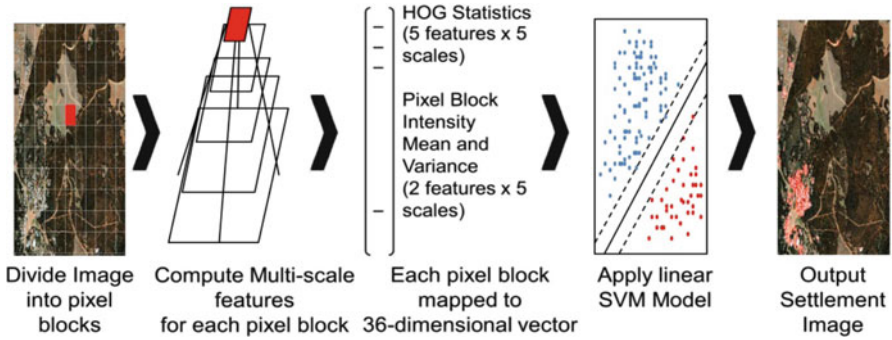 HOG Statistics
(5 features x 5
scales)
Pixel Block
Intensity
Mean and
Variance
(2 features x 5
scales)
Divide Image
into pixel
blocks
Compute Multi-scale
features
for each pixel block
Each pixel block
mapped to
36-dimensional vector
Apply linear
SVM Model
Output
Settlement
Image